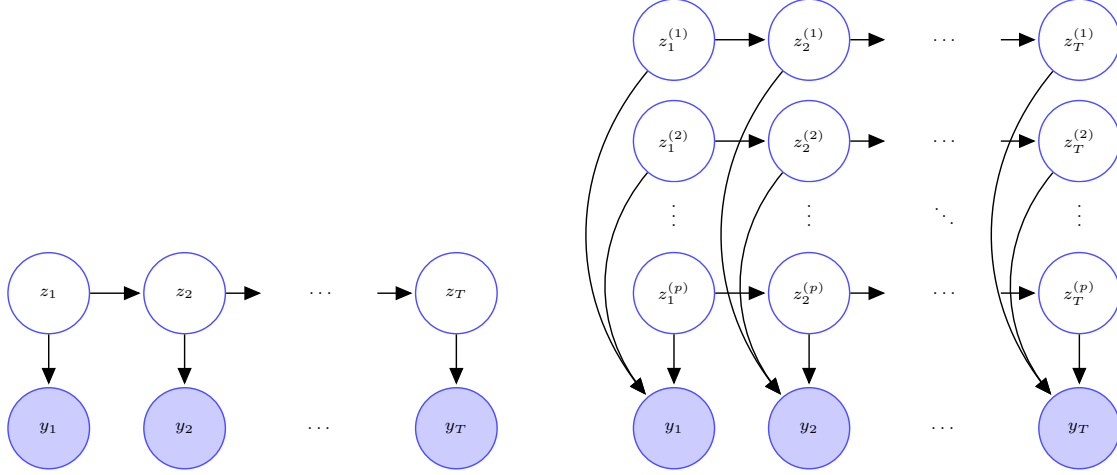 z_1^{(1)} z_2^{(1)} ⋯ z_T^{(1)}
z_1^{(2)} z_2^{(2)} ⋯ z_T^{(2)}
⋮ ⋮ ⋱ ⋮
z_1 z_2 ⋯ z_T z_1^{(p)} z_2^{(p)} ⋯ z_T^{(p)}
y_1 y_2 ⋯ y_T y_1 y_2 ⋯ y_T